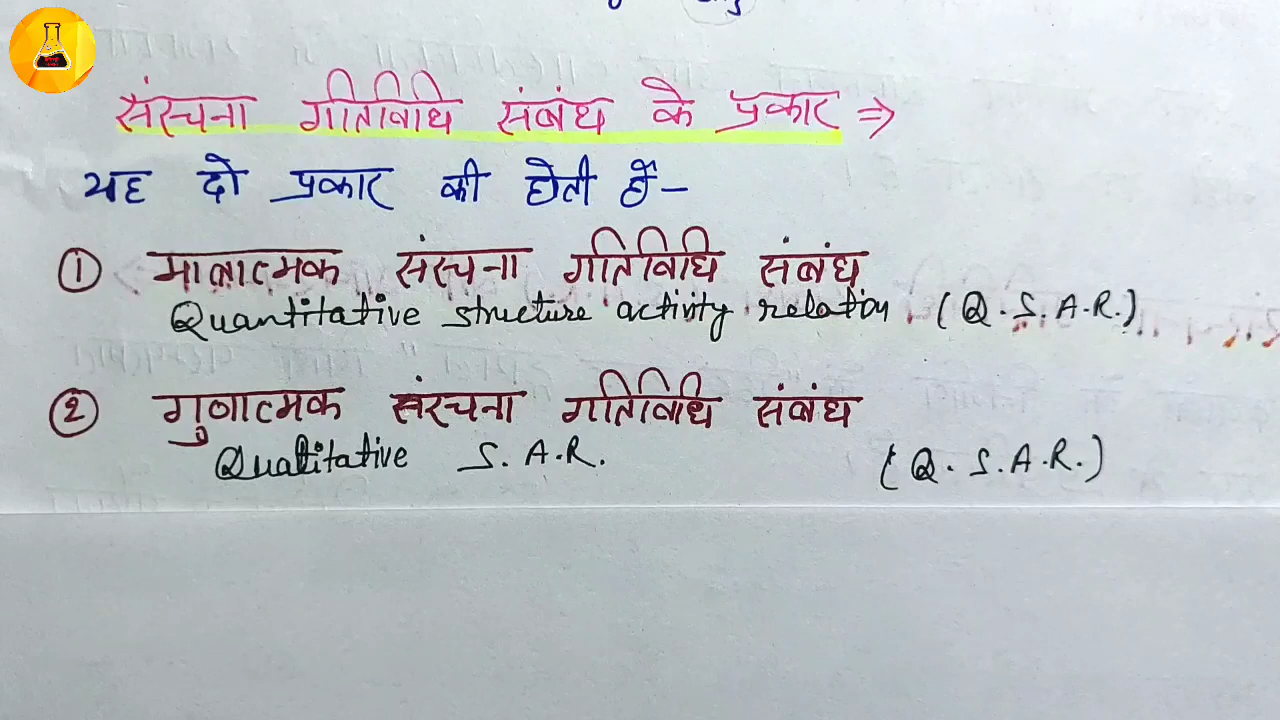 संरचना गतिविधि संबंध के प्रकार ⇒
यह दो प्रकार की होती हैं -
① मात्रात्मक संरचना गतिविधि संबंध
Quantitative structure activity relation (Q.S.A.R.)
② गुणात्मक संरचना गतिविधि संबंध
Qualitative S.A.R. (Q.S.A.R.)